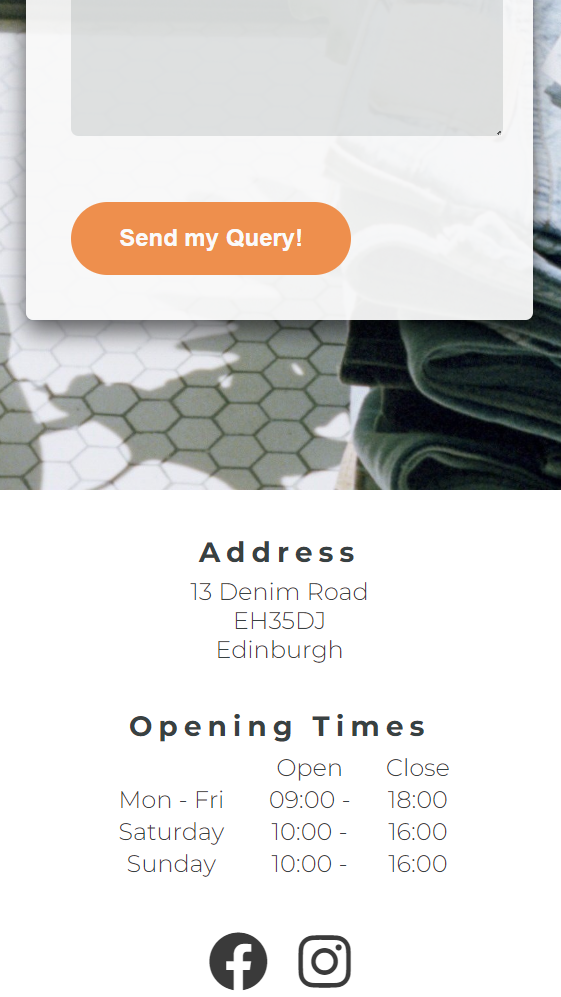 Send my Query!
Address
13 Denim Road
EH35DJ
Edinburgh
Opening Times
Open Close
Mon - Fri 09:00 - 18:00
Saturday 10:00 - 16:00
Sunday 10:00 - 16:00